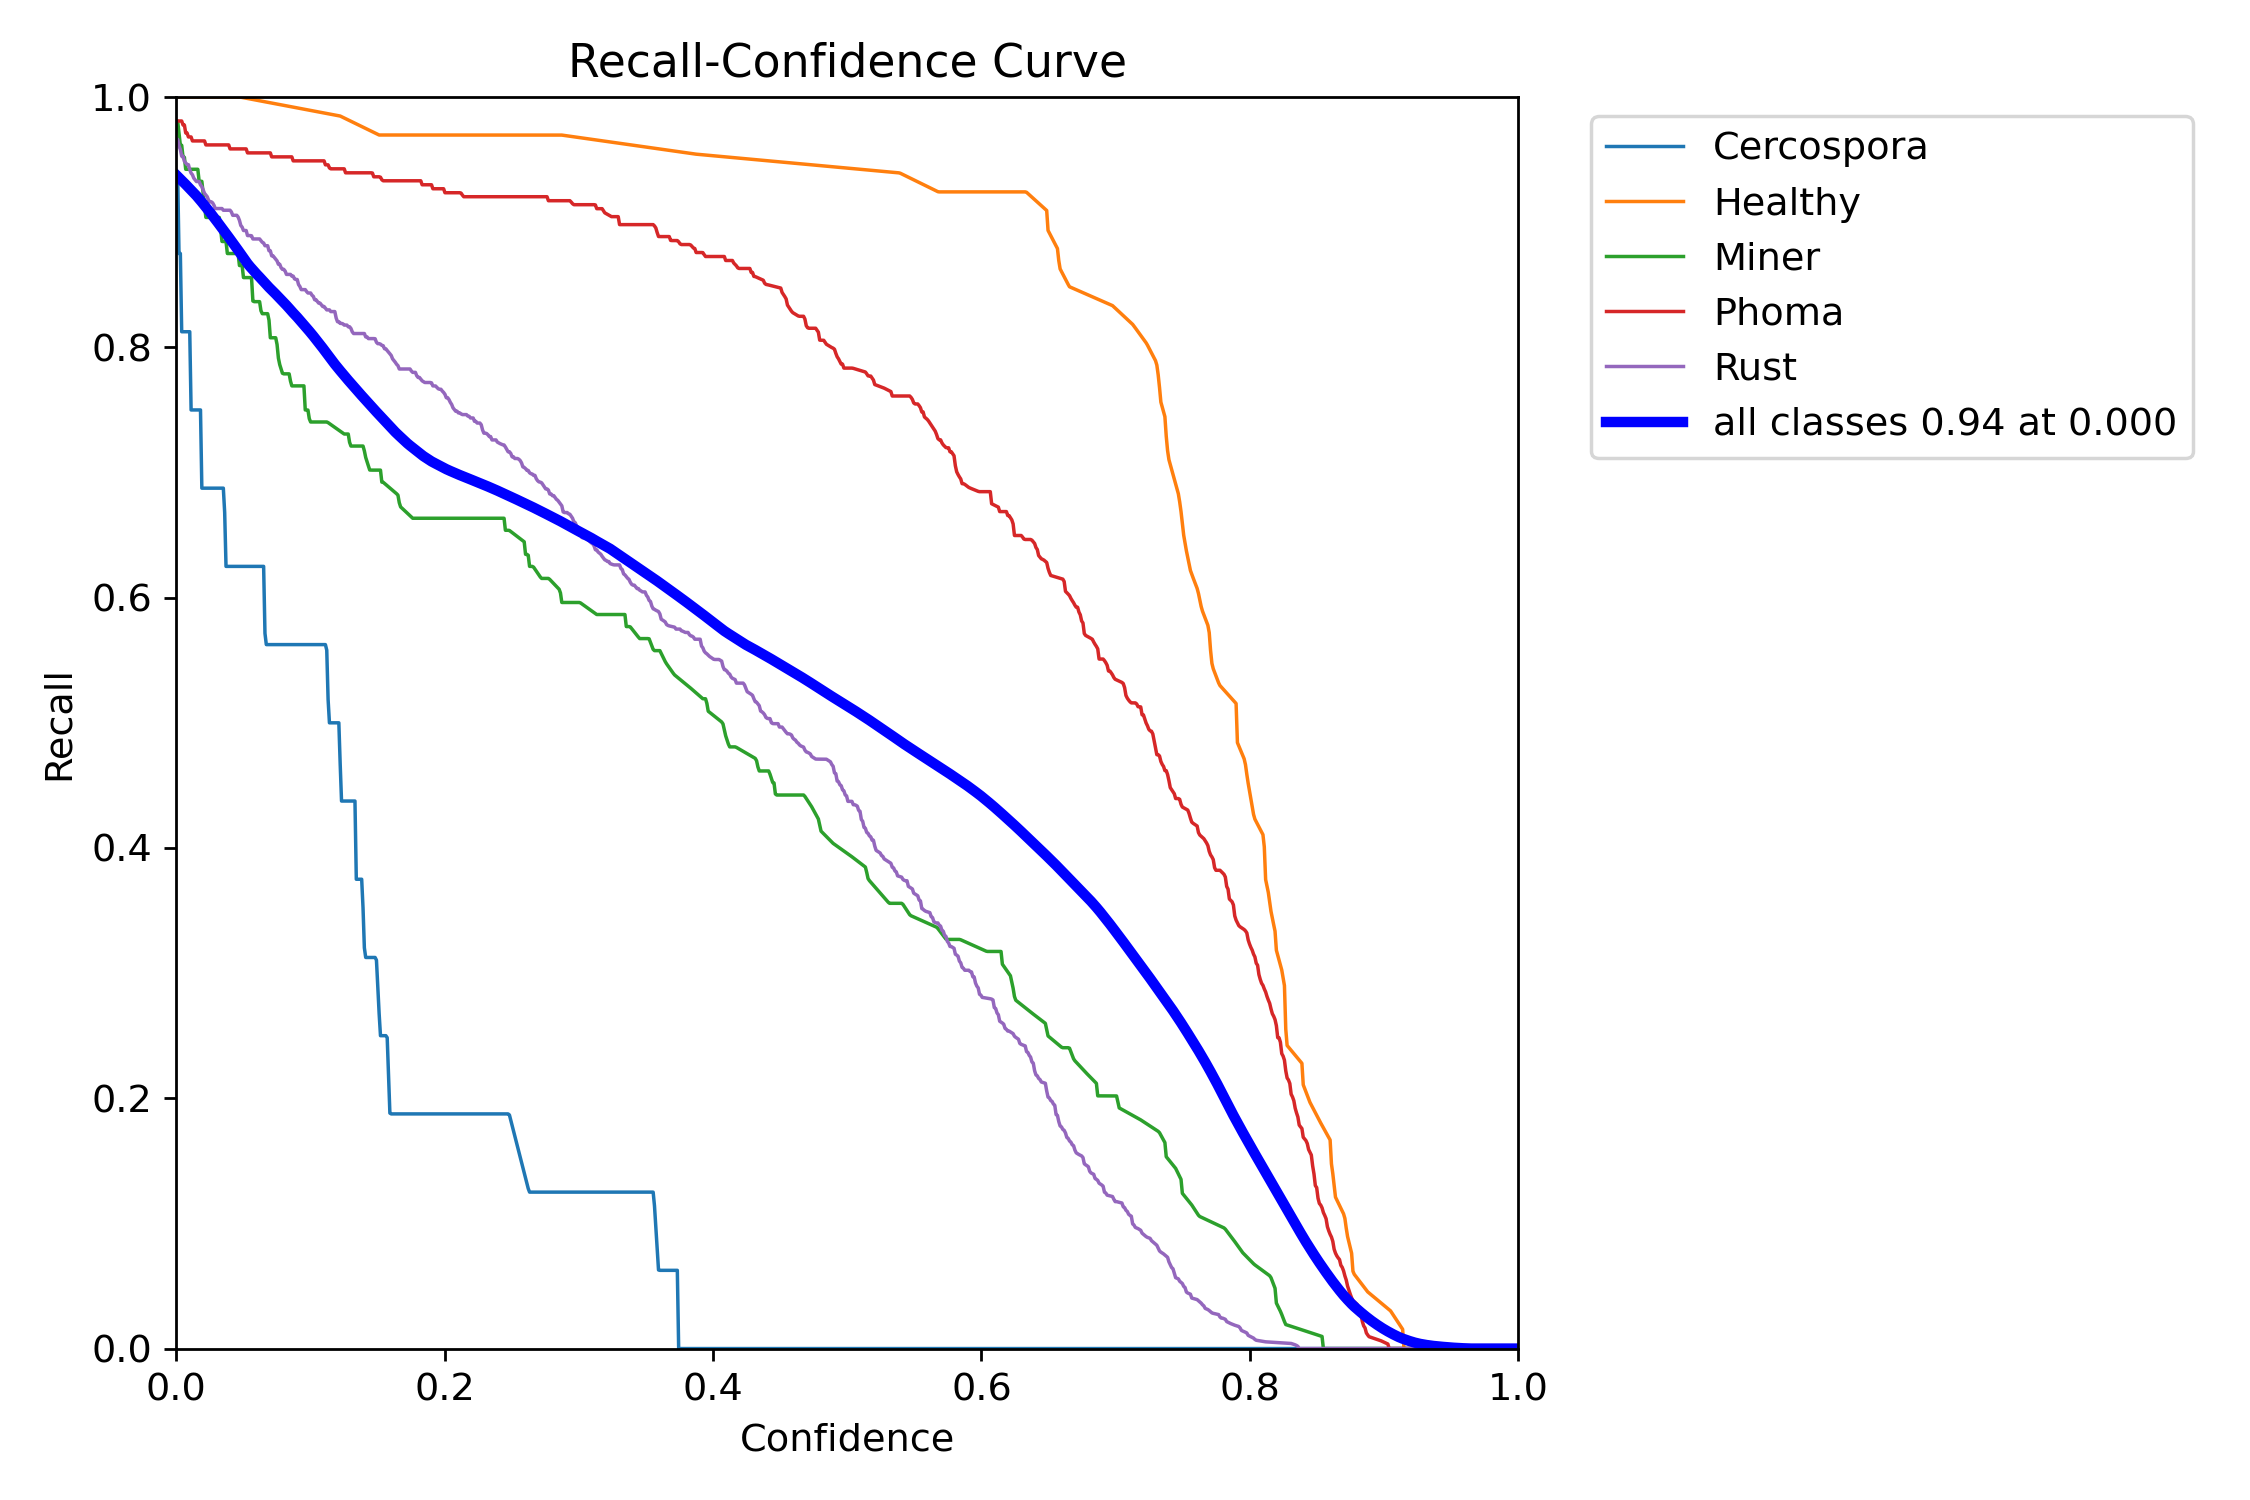 Recall-Confidence Curve
1.0
0.8
0.6
0.4
0.2
0.0
Recall
0.0 0.2 0.4 0.6 0.8 1.0
Confidence
Cercospora
Healthy
Miner
Phoma
Rust
all classes 0.94 at 0.000